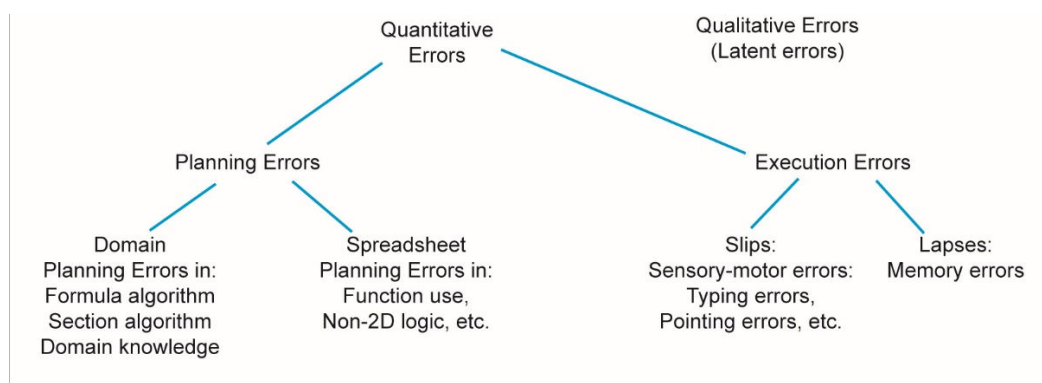 Quantitative
Errors
Qualitative Errors
(Latent errors)
Planning Errors
Execution Errors
Domain
Planning Errors in:
Formula algorithm
Section algorithm
Domain knowledge
Spreadsheet
Planning Errors in:
Function use,
Non-2D logic, etc.
Slips:
Sensory-motor errors:
Typing errors,
Pointing errors, etc.
Lapses:
Memory errors